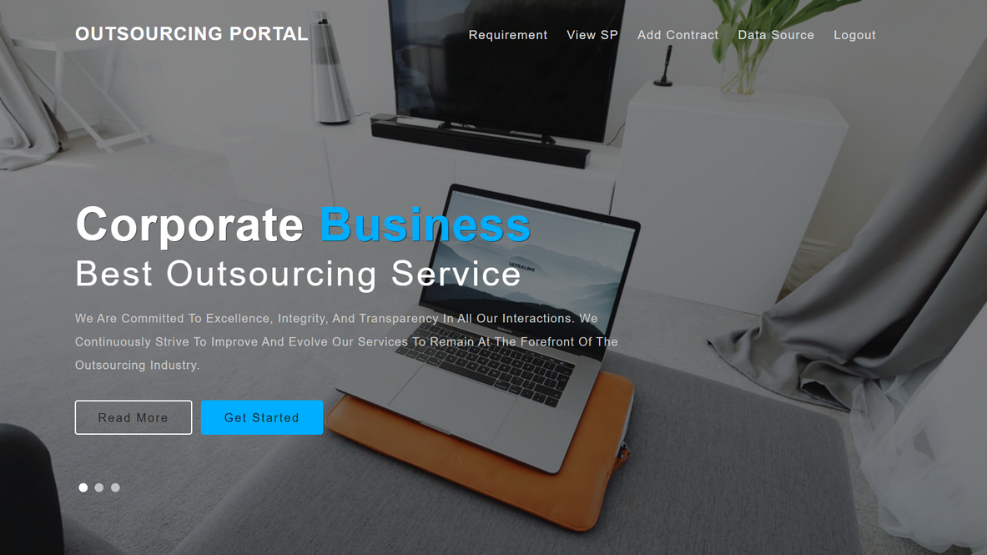 OUTSOURCING PORTAL
Requirement View SP Add Contract Data Source Logout
Corporate Business
Best Outsourcing Service
We Are Committed To Excellence, Integrity, And Transparency In All Our Interactions. We
Continuously Strive To Improve And Evolve Our Services To Remain At The Forefront Of The
Outsourcing Industry.
Read More Get Started